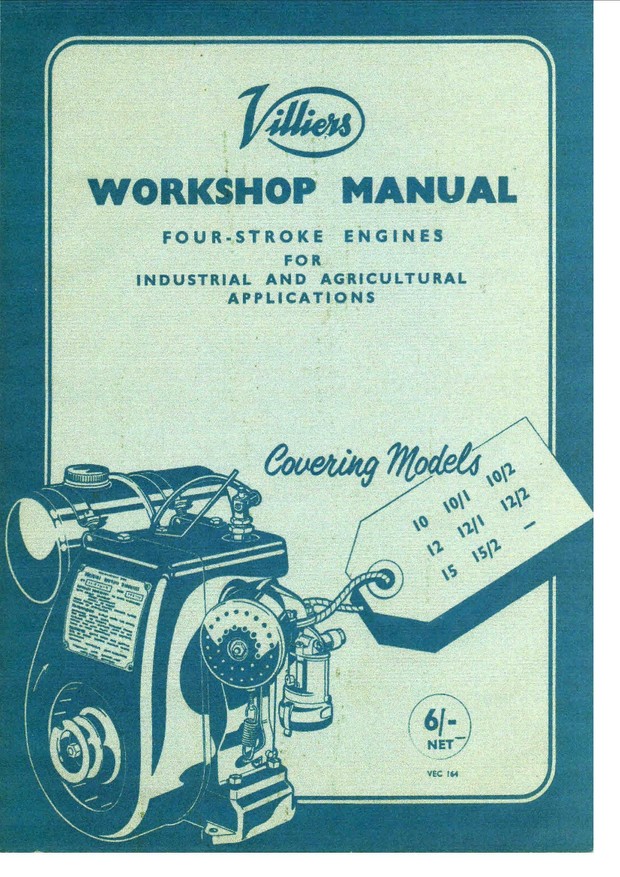 Villiers
WORKSHOP MANUAL
FOUR-STROKE ENGINES
FOR
INDUSTRIAL AND AGRICULTURAL
APPLICATIONS
Covering Models
10 10/1 10/2
12 12/1 12/2
15 15/2 —
6/-
NET
VEC 164